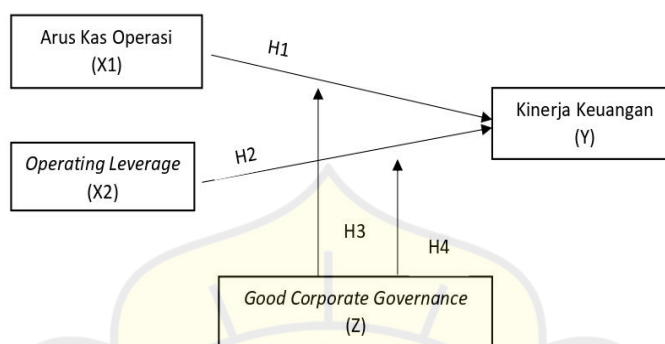 Arus Kas Operasi
(X1)
H1
Kinerja Keuangan
(Y)
Operating Leverage
(X2)
H2
H3
H4
Good Corporate Governance
(Z)